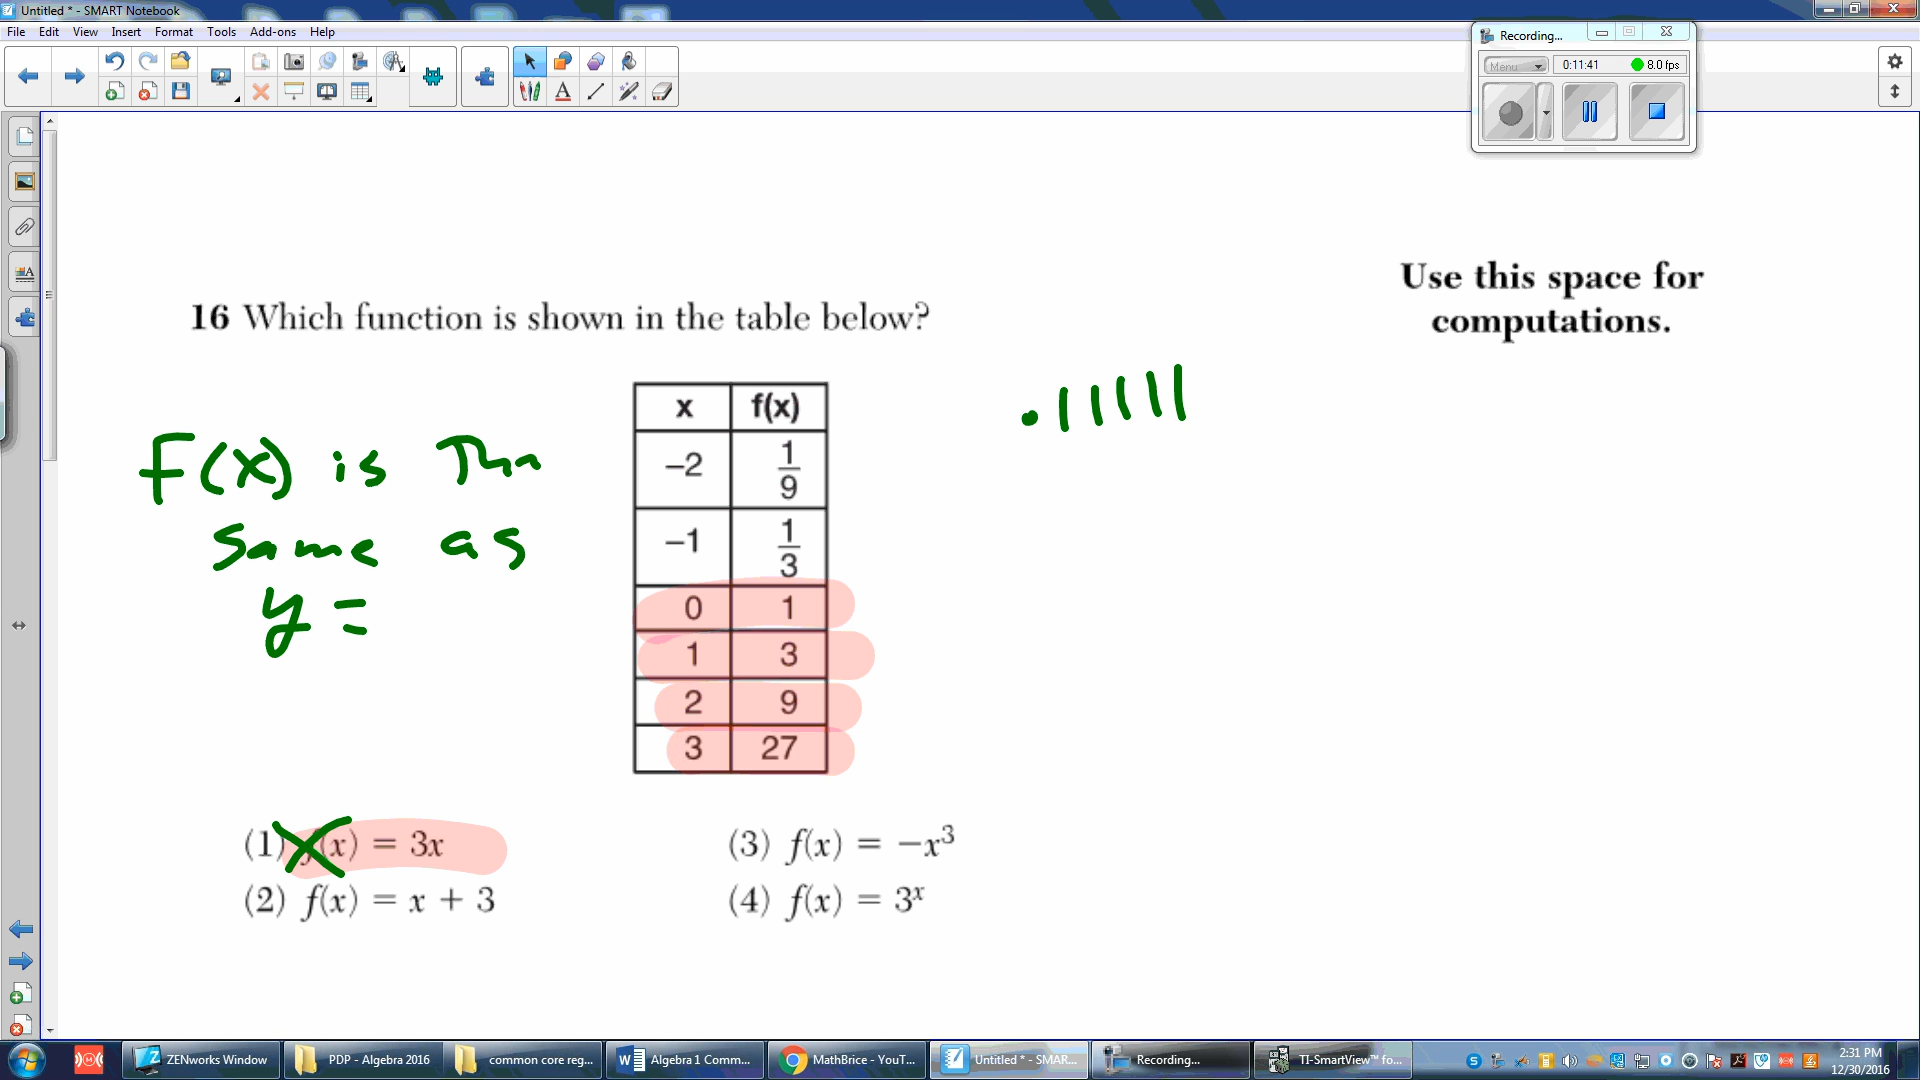 Untitled * - SMART Notebook
File Edit View Insert Format Tools Add-ons Help
Recording...
Menu 0:11:41 8.0 fps
Use this space for
computations.
16 Which function is shown in the table below?
.11111
x f(x)
−2 1/9
−1 1/3
0 1
1 3
2 9
3 27
F(X) is The
same as
y =
(1) f(x) = 3x
(2) f(x) = x + 3
(3) f(x) = −x³
(4) f(x) = 3ˣ
ZENworks Window
PDP - Algebra 2016
common core reg...
Algebra 1 Comm...
MathBrice - YouT...
Untitled * - SMAR...
Recording...
TI-SmartView™ fo...
2:31 PM
12/30/2016